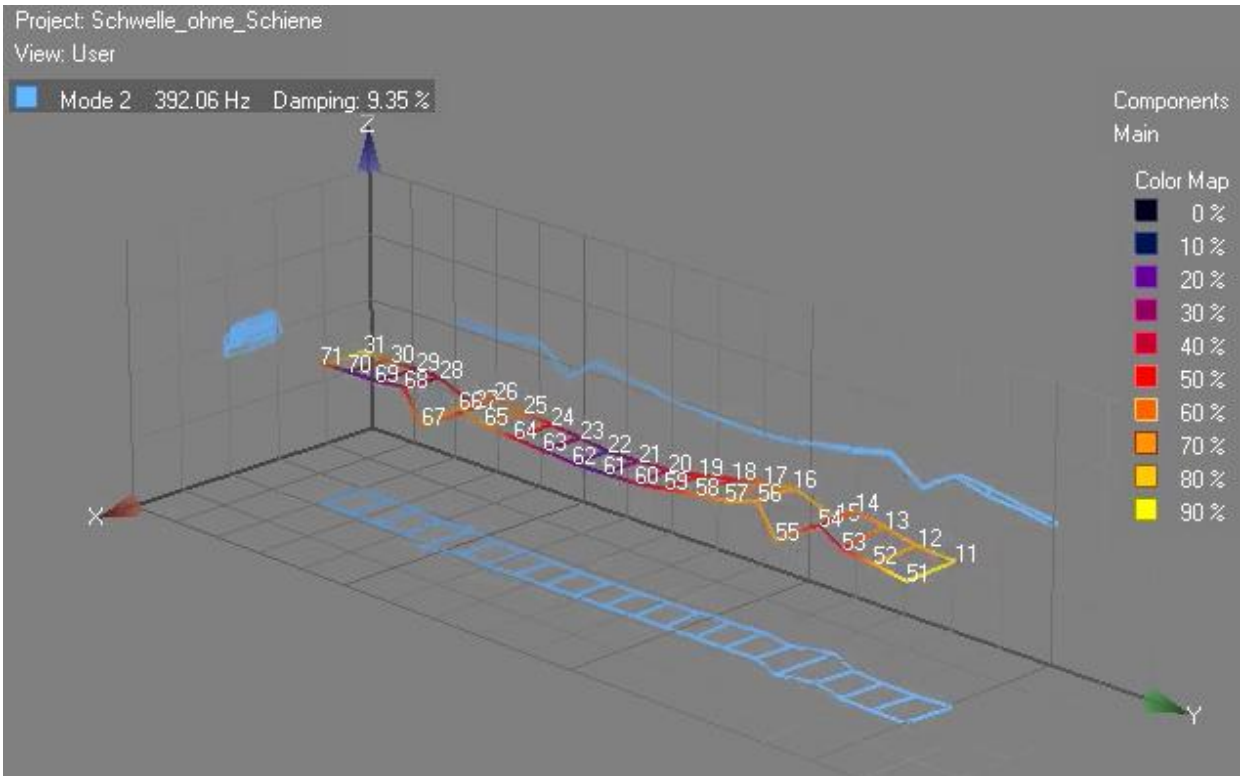 Project: Schwelle_ohne_Schiene
View: User
Mode 2 392.06 Hz Damping: 9.35 %
Components
Main
Color Map
0 %
10 %
20 %
30 %
40 %
50 %
60 %
70 %
80 %
90 %
Z
X
Y
31 30 29 28 27 26 25 24 23 22 21 20 19 18 17 16 15 14 13 12 11
71 70 69 68 67 66 65 64 63 62 61 60 59 58 57 56 55 54 53 52 51